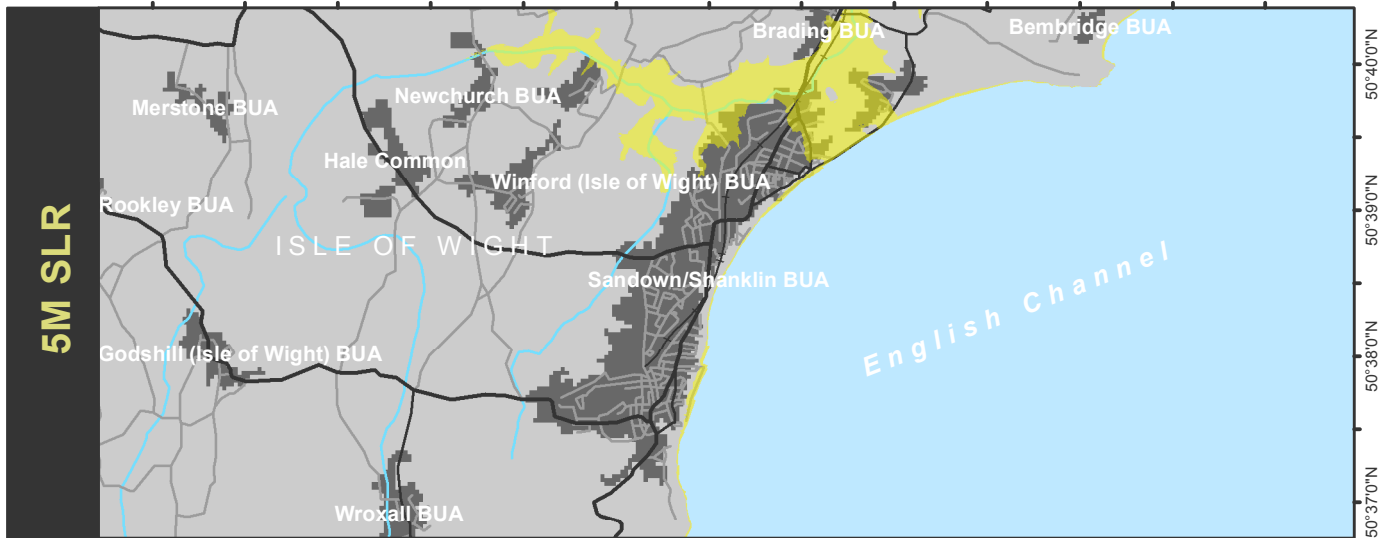 5M SLR
Brading BUA
Bembridge BUA
Newchurch BUA
Merstone BUA
Hale Common
Winford (Isle of Wight) BUA
Rookley BUA
ISLE OF WIGHT
Sandown/Shanklin BUA
English Channel
Godshill (Isle of Wight) BUA
Wroxall BUA
50°4'0"N
50°39'0"N
50°38'0"N
50°37'0"N